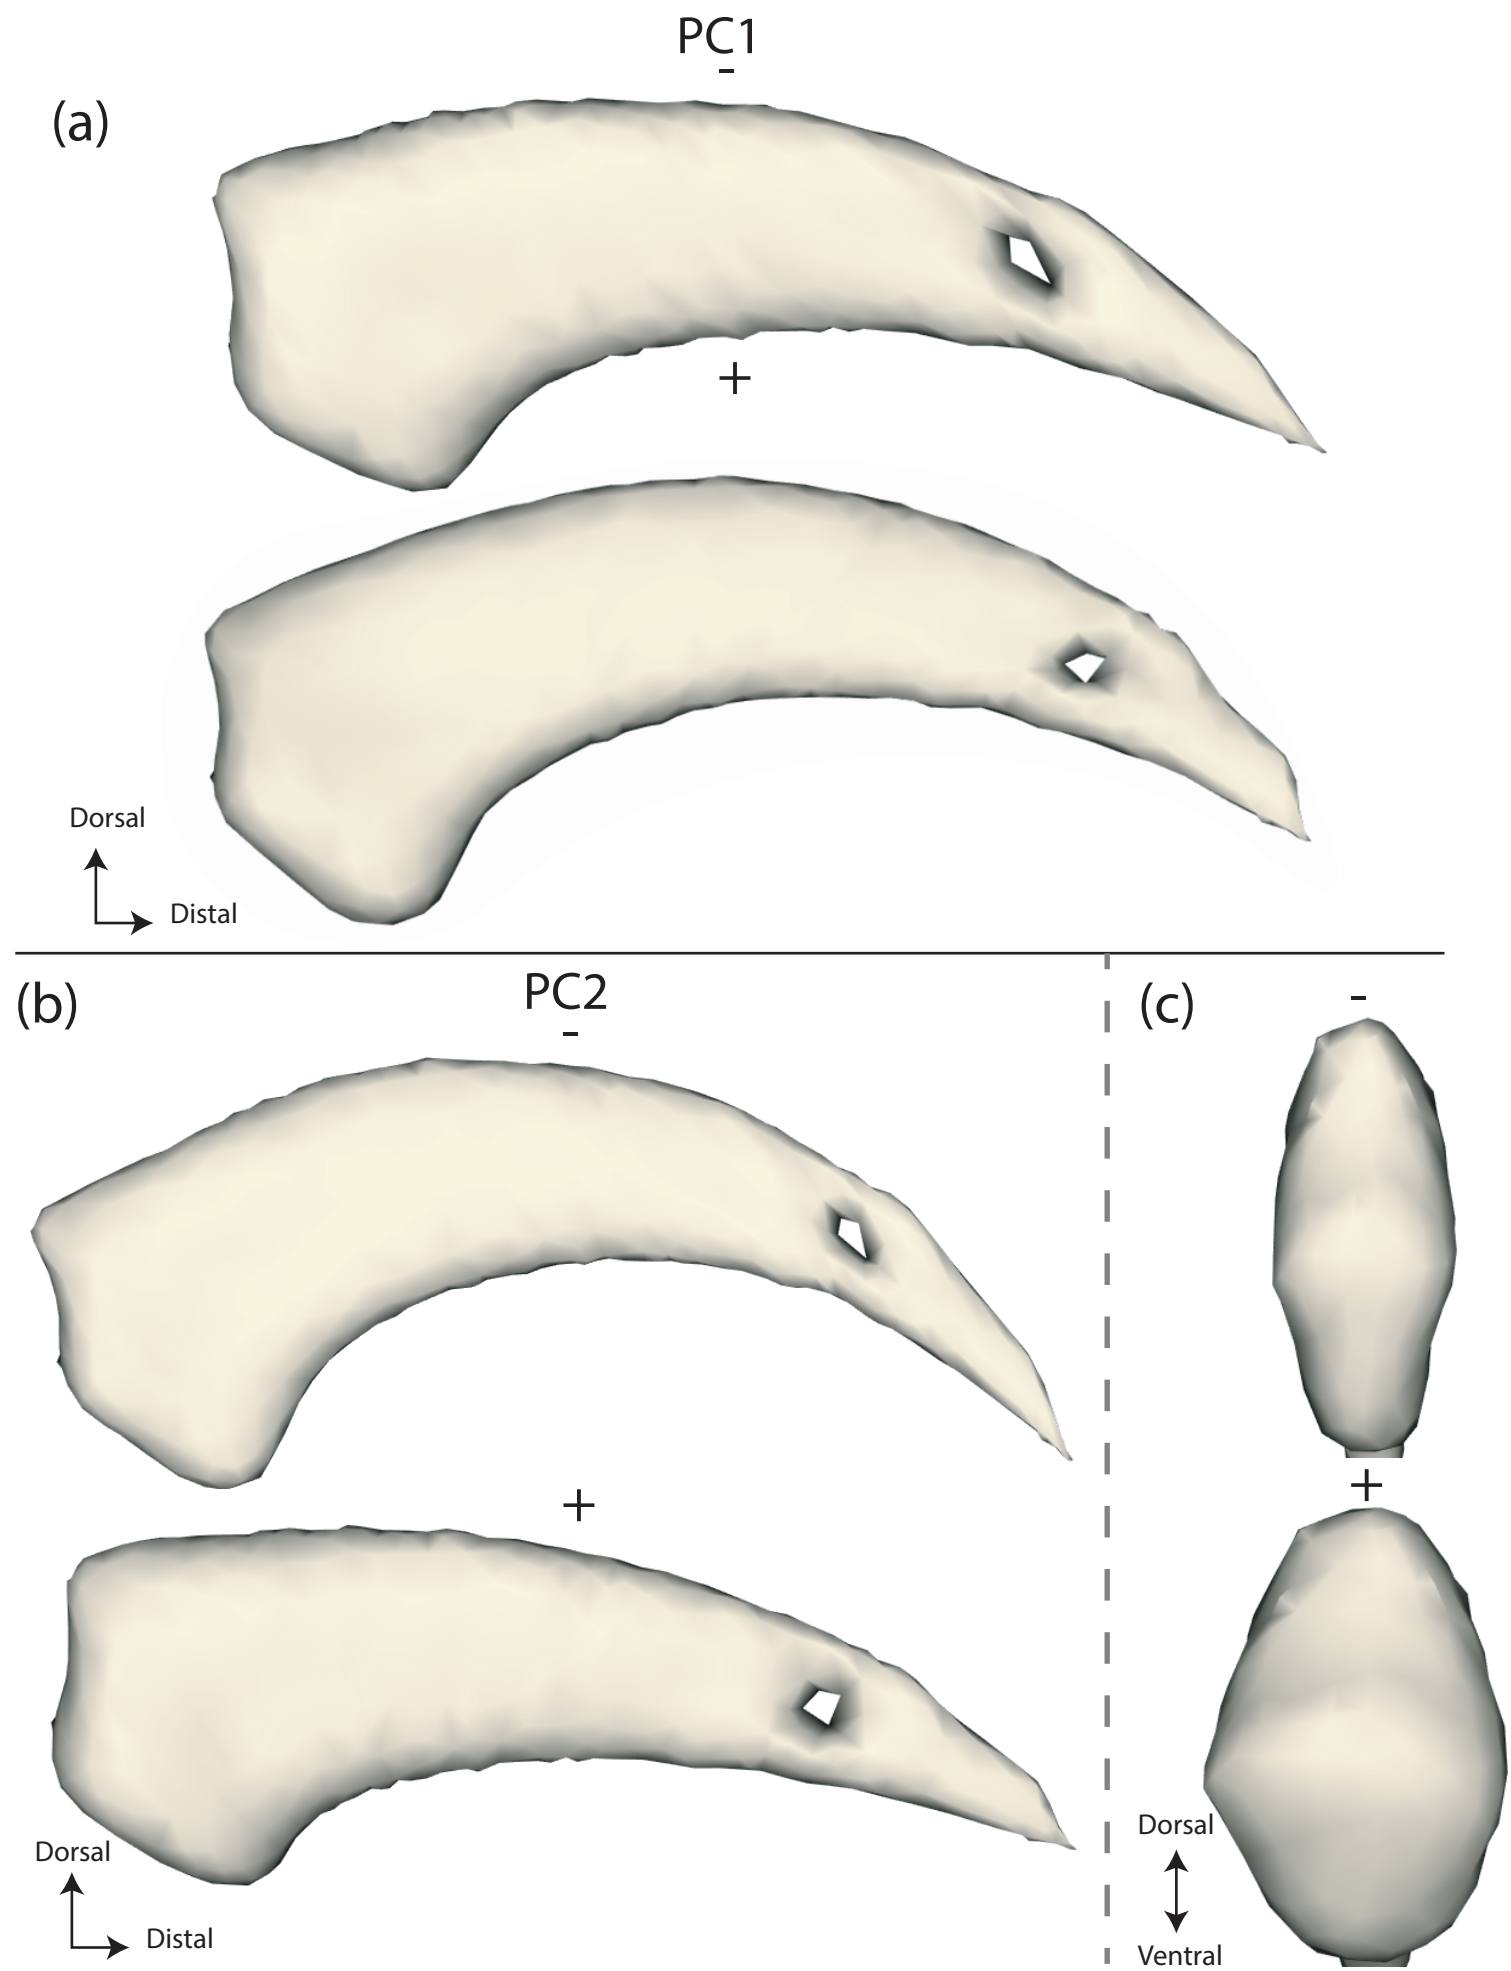 PC1
-
(a)
+
Dorsal
Distal
PC2
(b)
-
(c)
-
+
+
Dorsal
Distal
Dorsal
Ventral